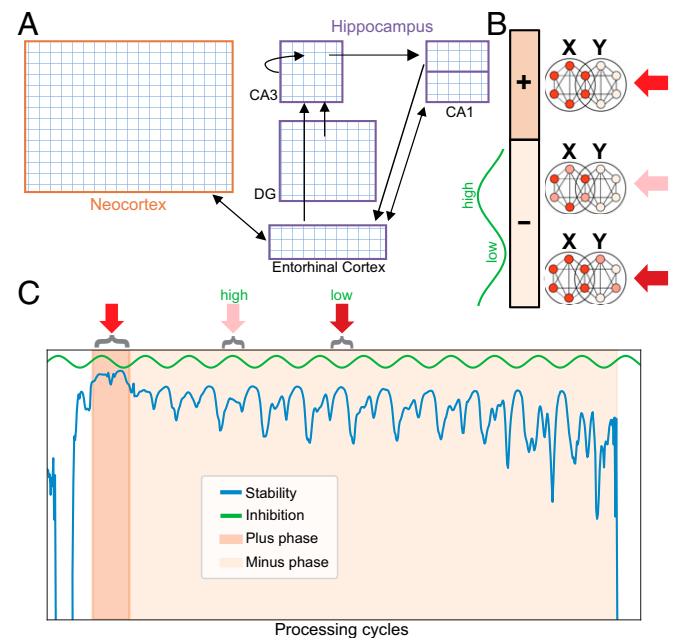 A
Hippocampus
CA3
CA1
DG
Neocortex
Entorhinal Cortex
B
X Y
+
X Y
high
–
low
X Y
C
high
low
Stability
Inhibition
Plus phase
Minus phase
Processing cycles